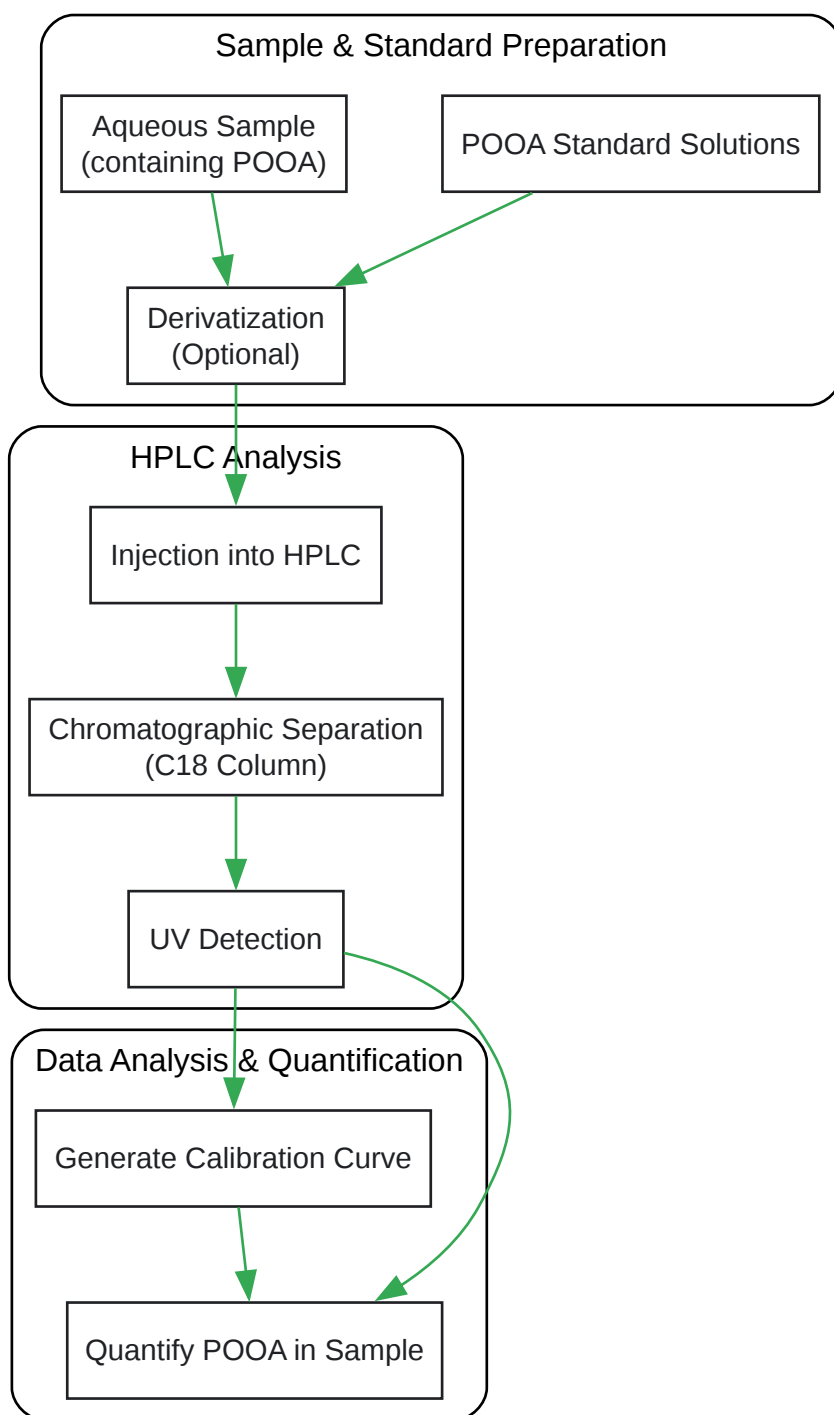 Sample & Standard Preparation
Aqueous Sample
(containing POOA)
POOA Standard Solutions
Derivatization
(Optional)
HPLC Analysis
Injection into HPLC
Chromatographic Separation
(C18 Column)
UV Detection
Data Analysis & Quantification
Generate Calibration Curve
Quantify POOA in Sample